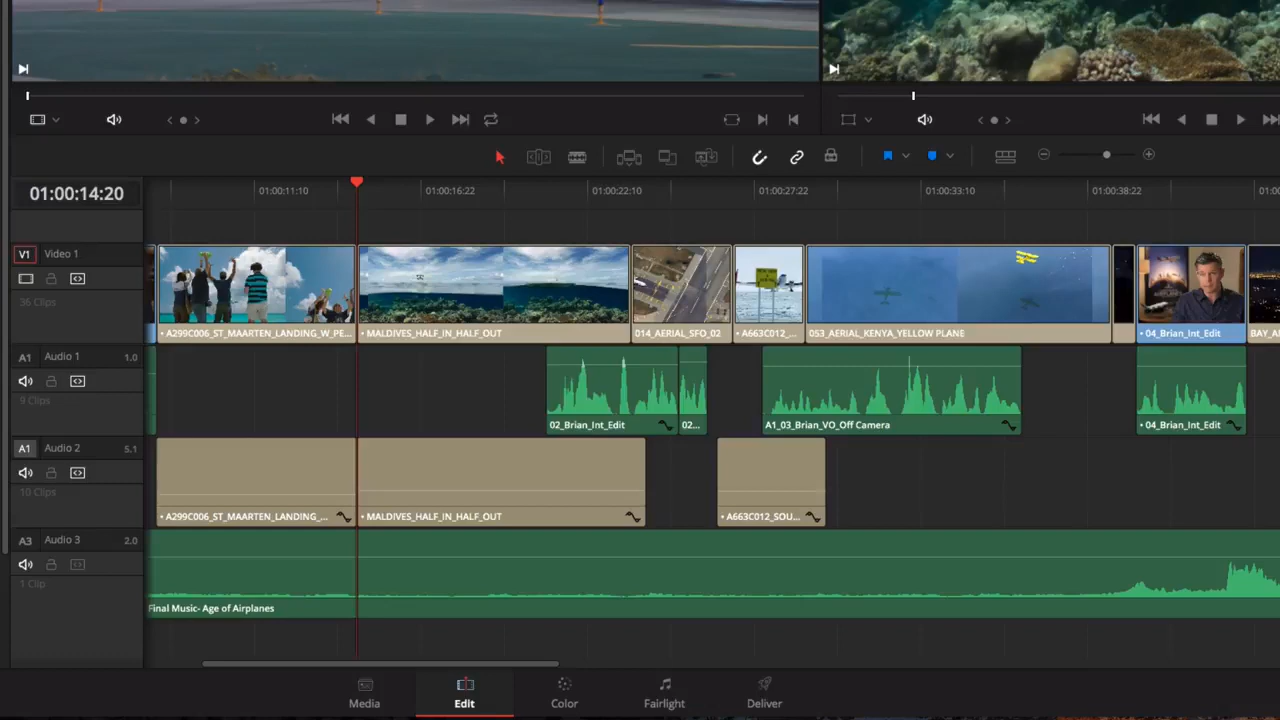 01:00:14:20
01:00:11:10
01:00:16:22
01:00:22:10
01:00:27:22
01:00:33:10
01:00:38:22
V1 Video 1
36 Clips
• A299C006_ST_MAARTEN_LANDING_W_PE...
• MALDIVES_HALF_IN_HALF_OUT
014_AERIAL_SFO_02
• A663C012_...
053_AERIAL_KENYA_YELLOW PLANE
• 04_Brian_Int_Edit
A1 Audio 1 1.0
9 Clips
02_Brian_Int_Edit
02...
A1_03_Brian_VO_Off Camera
• 04_Brian_Int_Edit
A1 Audio 2 5.1
10 Clips
• A299C006_ST_MAARTEN_LANDING_...
• MALDIVES_HALF_IN_HALF_OUT
• A663C012_SOU...
A3 Audio 3 2.0
1 Clip
Final Music- Age of Airplanes
Media
Edit
Color
Fairlight
Deliver